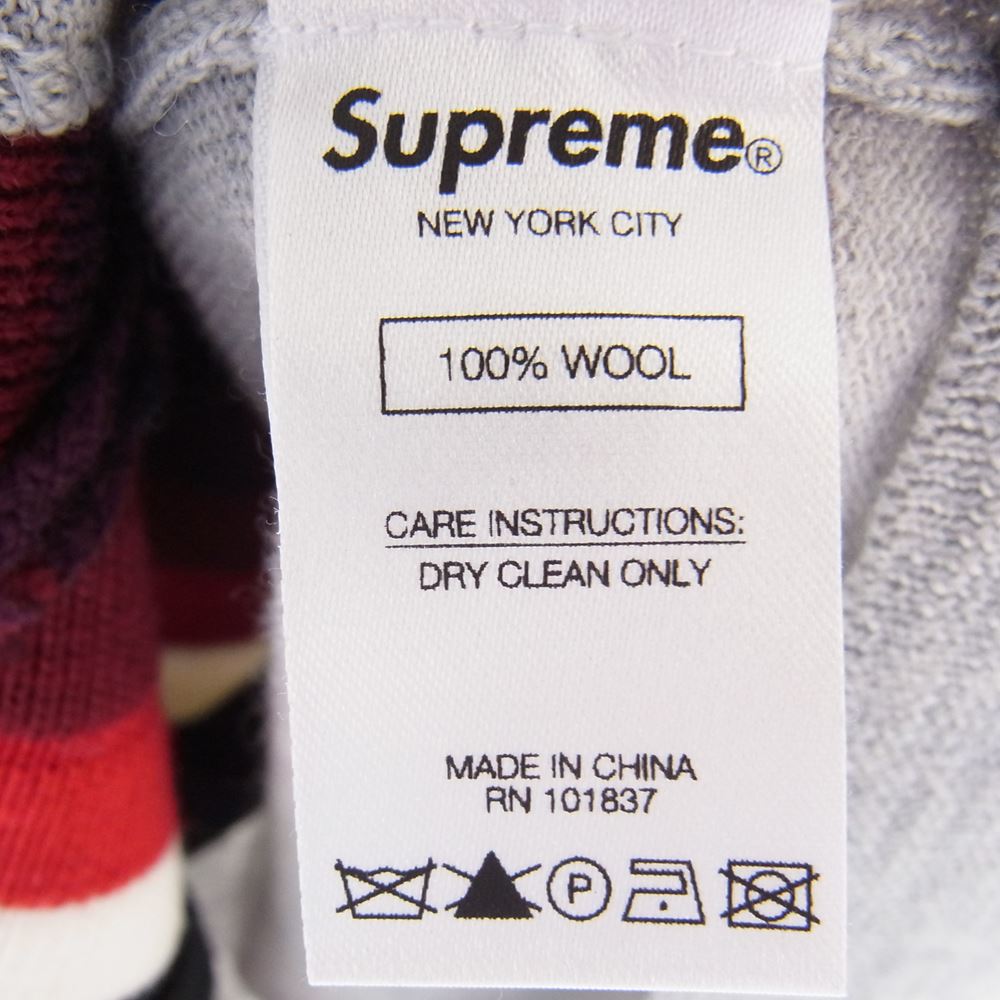 Supreme®
NEW YORK CITY
100% WOOL
CARE INSTRUCTIONS:
DRY CLEAN ONLY
MADE IN CHINA
RN 101837
P